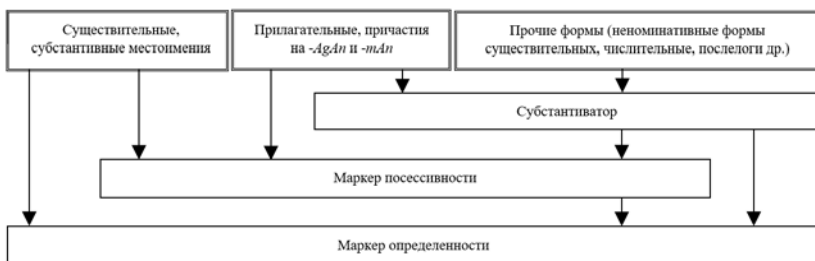 Существительные,
субстантивные местоимения
Прилагательные, причастия
на -AgAn и -mAn
Прочие формы (неноминативные формы
существительных, числительные, послелоги др.)
Субстантиватор
Маркер посессивности
Маркер определенности